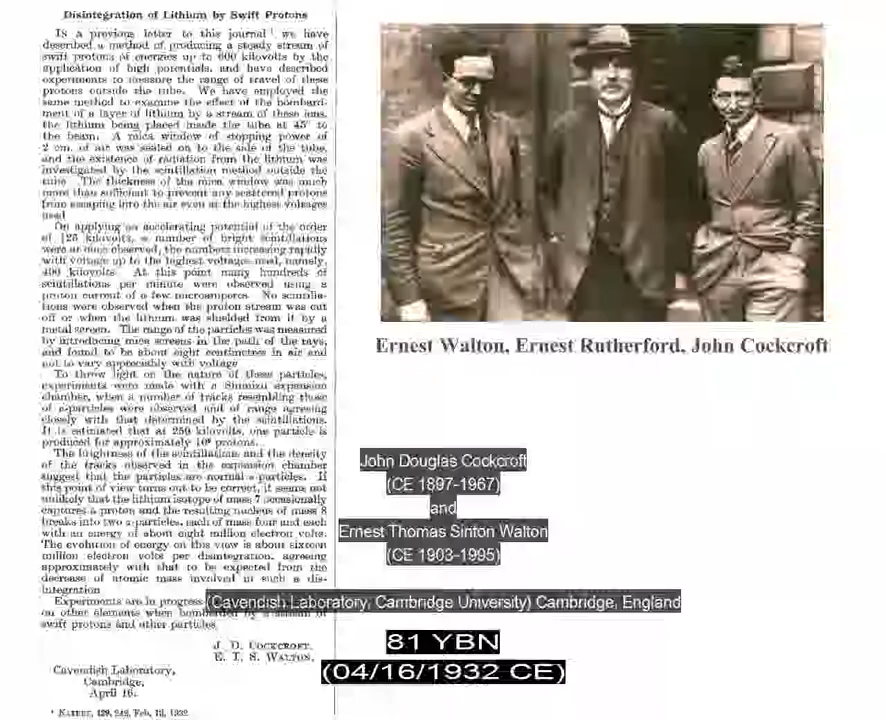 Disintegration of Lithium by Swift Protons
IN a previous letter to this journal¹ we have
described a method of producing a steady stream of
swift protons of energies up to 600 kilovolts by the
application of high potentials, and have described
experiments to measure the range of travel of these
protons outside the tube. We have employed the
same method to examine the effect of the bombard-
ment of a layer of lithium by a stream of these ions,
the lithium being placed inside the tube at 45° to
the beam. A mica window of stopping power of
2 cm. of air was sealed on to the side of the tube,
and the existence of radiation from the lithium was
investigated by the scintillation method outside the
tube. The thickness of the mica window was much
more than sufficient to prevent any scattered protons
from escaping into the air even at the highest voltages
used.
On applying an accelerating potential of the order
of 125 kilovolts, a number of bright scintillations
were at once observed, the numbers increasing rapidly
with voltage up to the highest voltages used, namely,
400 kilovolts. At this point many hundreds of
scintillations per minute were observed using a
proton current of a few microamperes. No scintilla-
tions were observed when the proton stream was cut
off or when the lithium was shielded from it by a
metal screen. The range of the particles was measured
by introducing mica screens in the path of the rays,
and found to be about eight centimetres in air and
not to vary appreciably with voltage.
To throw light on the nature of these particles,
experiments were made with a Shimizu expansion
chamber, when a number of tracks resembling those
of α-particles were observed and of range agreeing
closely with that determined by the scintillations.
It is estimated that at 250 kilovolts, one particle is
produced for approximately 10⁹ protons.
The brightness of the scintillations and the density
of the tracks observed in the expansion chamber
suggest that the particles are normal α-particles. If
this point of view turns out to be correct, it seems not
unlikely that the lithium isotope of mass 7 occasionally
captures a proton and the resulting nucleus of mass 8
breaks into two α-particles, each of mass four and each
with an energy of about eight million electron volts.
The evolution of energy on this view is about sixteen
million electron volts per disintegration, agreeing
approximately with that to be expected from the
decrease of atomic mass involved in such a dis-
integration.
Experiments are in progress
on other elements when bombarded by a stream of
swift protons and other particles.
J. D. COCKCROFT.
E. T. S. WALTON.
Cavendish Laboratory,
Cambridge,
April 16.
¹ NATURE, 129, 242, Feb. 13, 1932.
Ernest Walton, Ernest Rutherford, John Cockcroft
John Douglas Cockcroft
(CE 1897-1967)
and
Ernest Thomas Sinton Walton
(CE 1903-1995)
(Cavendish Laboratory, Cambridge University) Cambridge, England
81 YBN
(04/16/1932 CE)